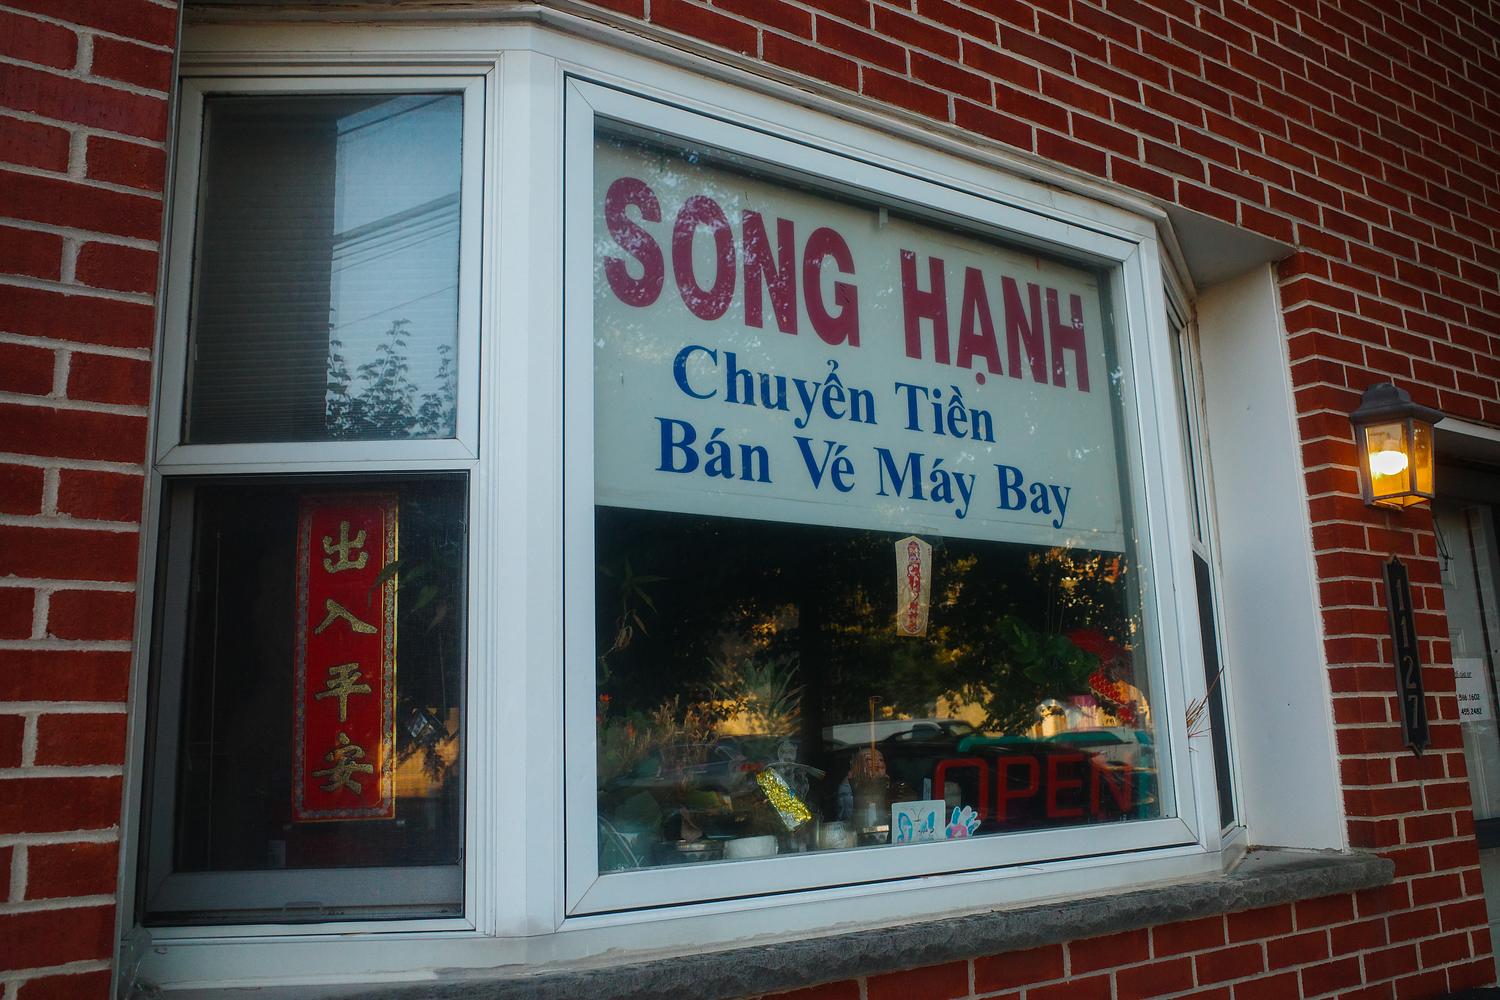 SONG HẠNH
Chuyển Tiền
Bán Vé Máy Bay
出入平安
OPEN
1127